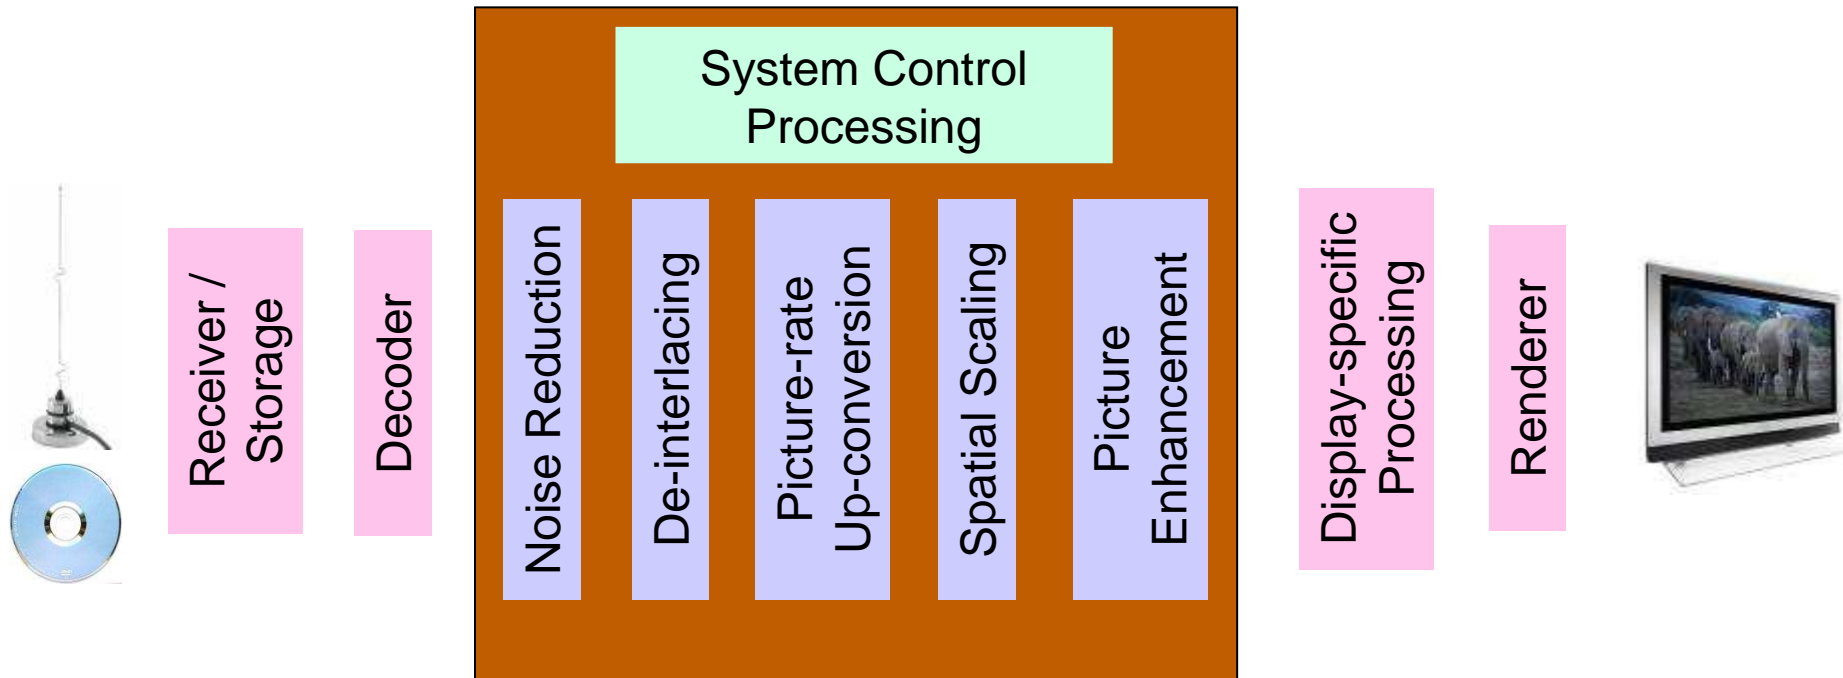 System Control
Processing
Receiver /
Storage
Decoder
Noise Reduction
De-interlacing
Picture-rate
Up-conversion
Spatial Scaling
Picture
Enhancement
Display-specific
Processing
Renderer